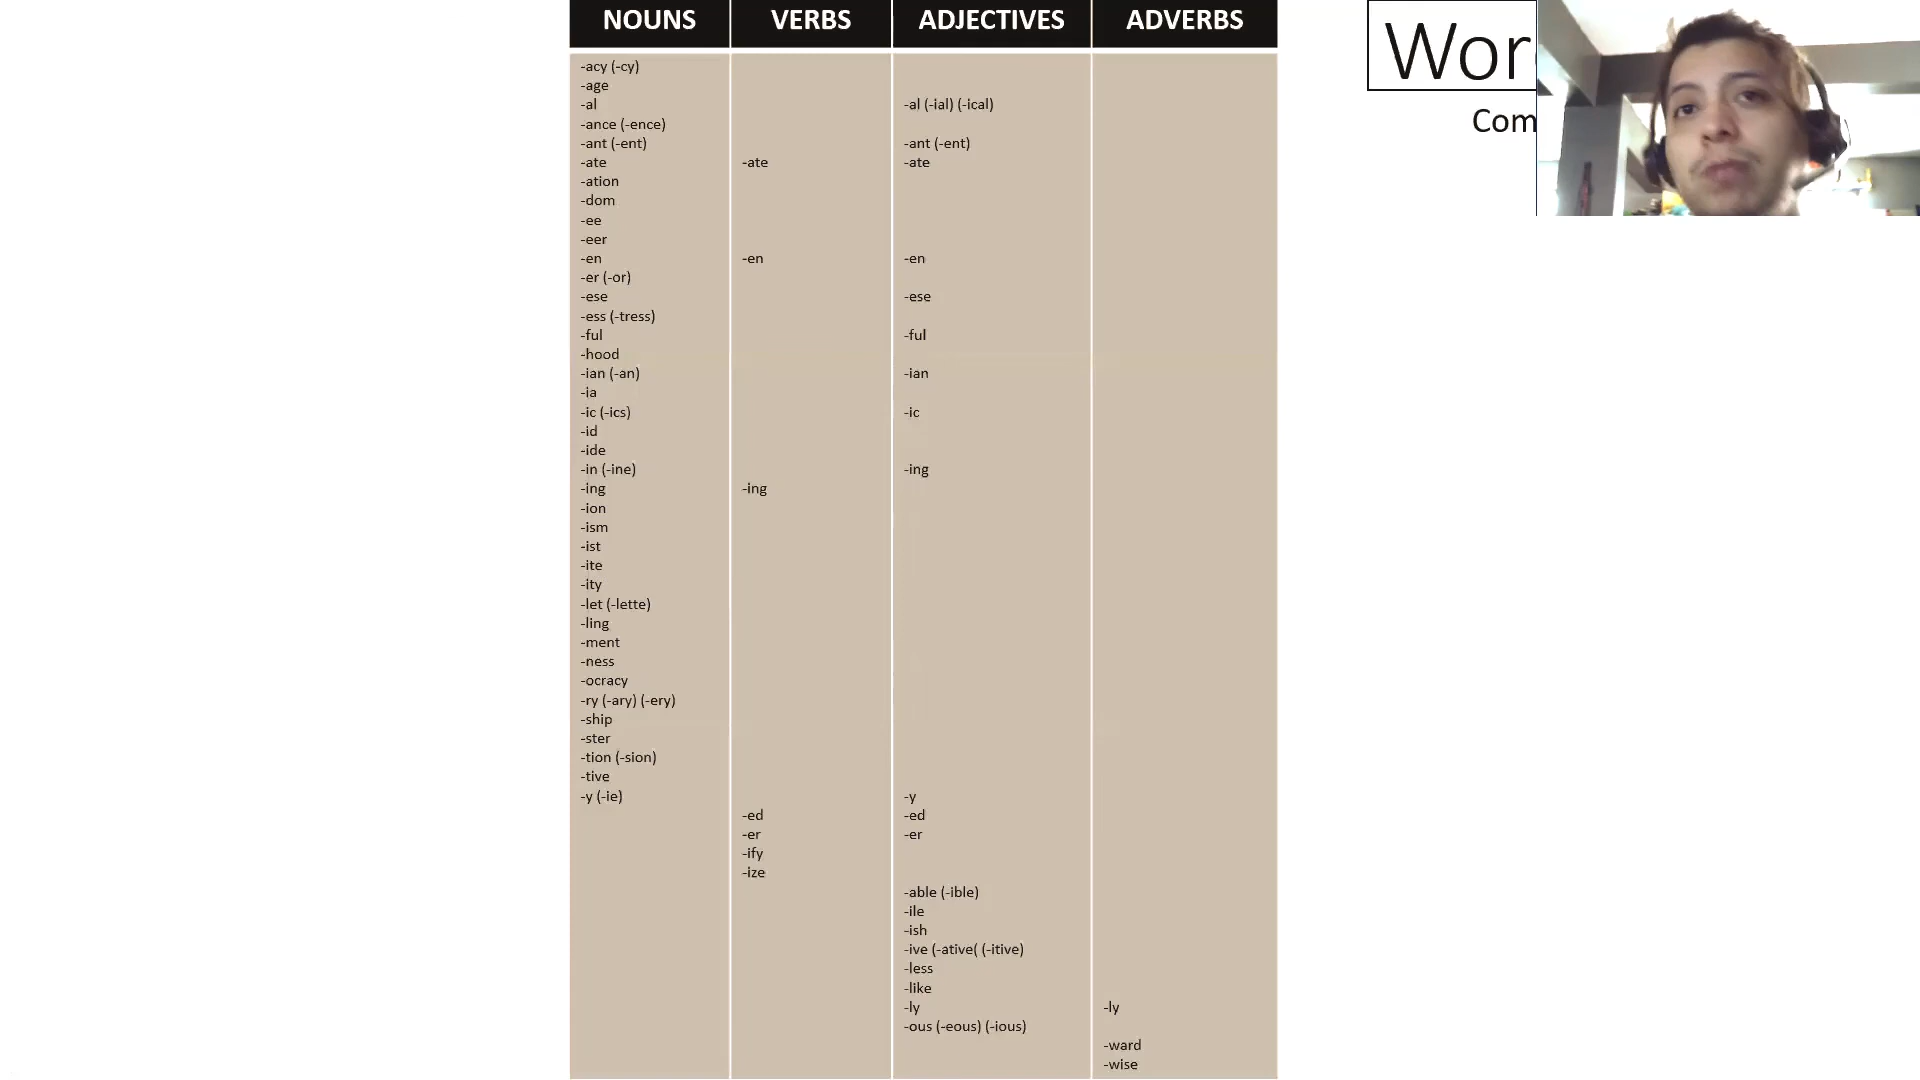 NOUNS VERBS ADJECTIVES ADVERBS
-acy (-cy)
-age
-al -al (-ial) (-ical)
-ance (-ence)
-ant (-ent) -ant (-ent)
-ate -ate -ate
-ation
-dom
-ee
-eer
-en -en -en
-er (-or)
-ese -ese
-ess (-tress)
-ful -ful
-hood
-ian (-an) -ian
-ia
-ic (-ics) -ic
-id
-ide
-in (-ine) -ing
-ing -ing
-ion
-ism
-ist
-ite
-ity
-let (-lette)
-ling
-ment
-ness
-ocracy
-ry (-ary) (-ery)
-ship
-ster
-tion (-sion)
-tive
-y (-ie) -y
-ed -ed
-er -er
-ify
-ize
-able (-ible)
-ile
-ish
-ive (-ative( (-itive)
-less
-like
-ly -ly
-ous (-eous) (-ious)
-ward
-wise